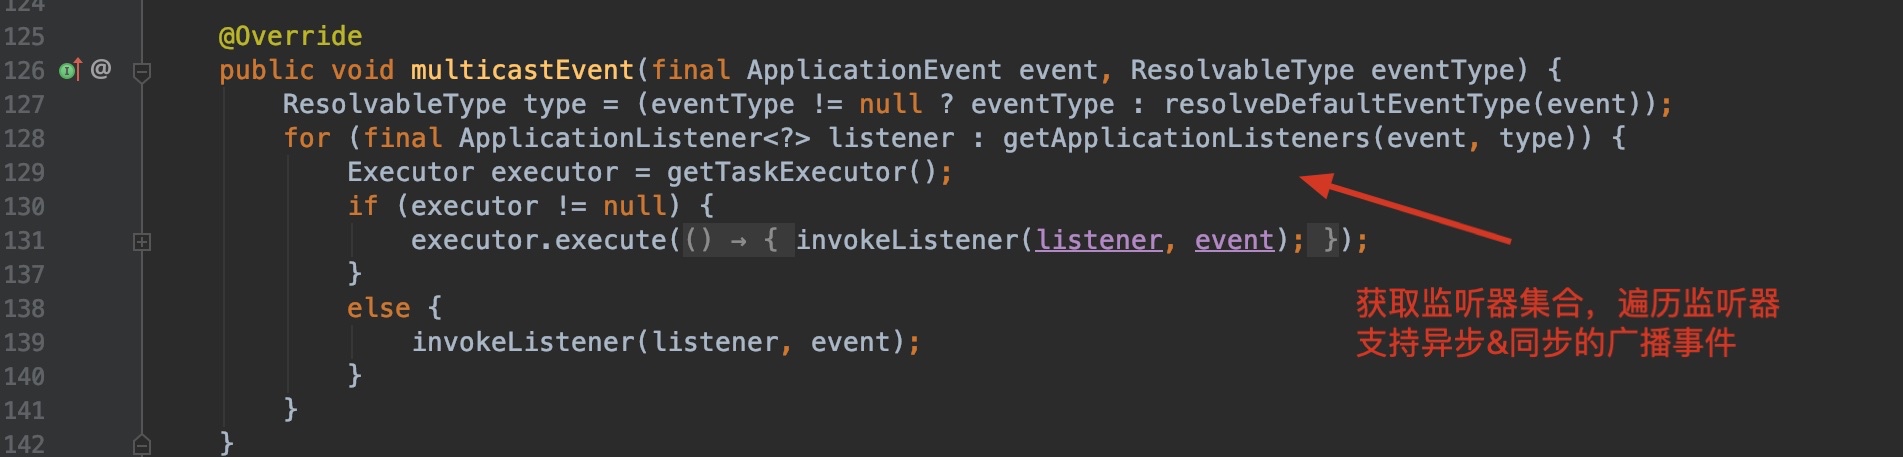 124
125 @Override
126 @ public void multicastEvent(final ApplicationEvent event, ResolvableType eventType) {
127 ResolvableType type = (eventType != null ? eventType : resolveDefaultEventType(event));
128 for (final ApplicationListener<?> listener : getApplicationListeners(event, type)) {
129 Executor executor = getTaskExecutor();
130 if (executor != null) {
131 executor.execute(() → { invokeListener(listener, event); });
137 }
138 else {
139 invokeListener(listener, event);
140 }
141 }
142 }
获取监听器集合，遍历监听器
支持异步&同步的广播事件